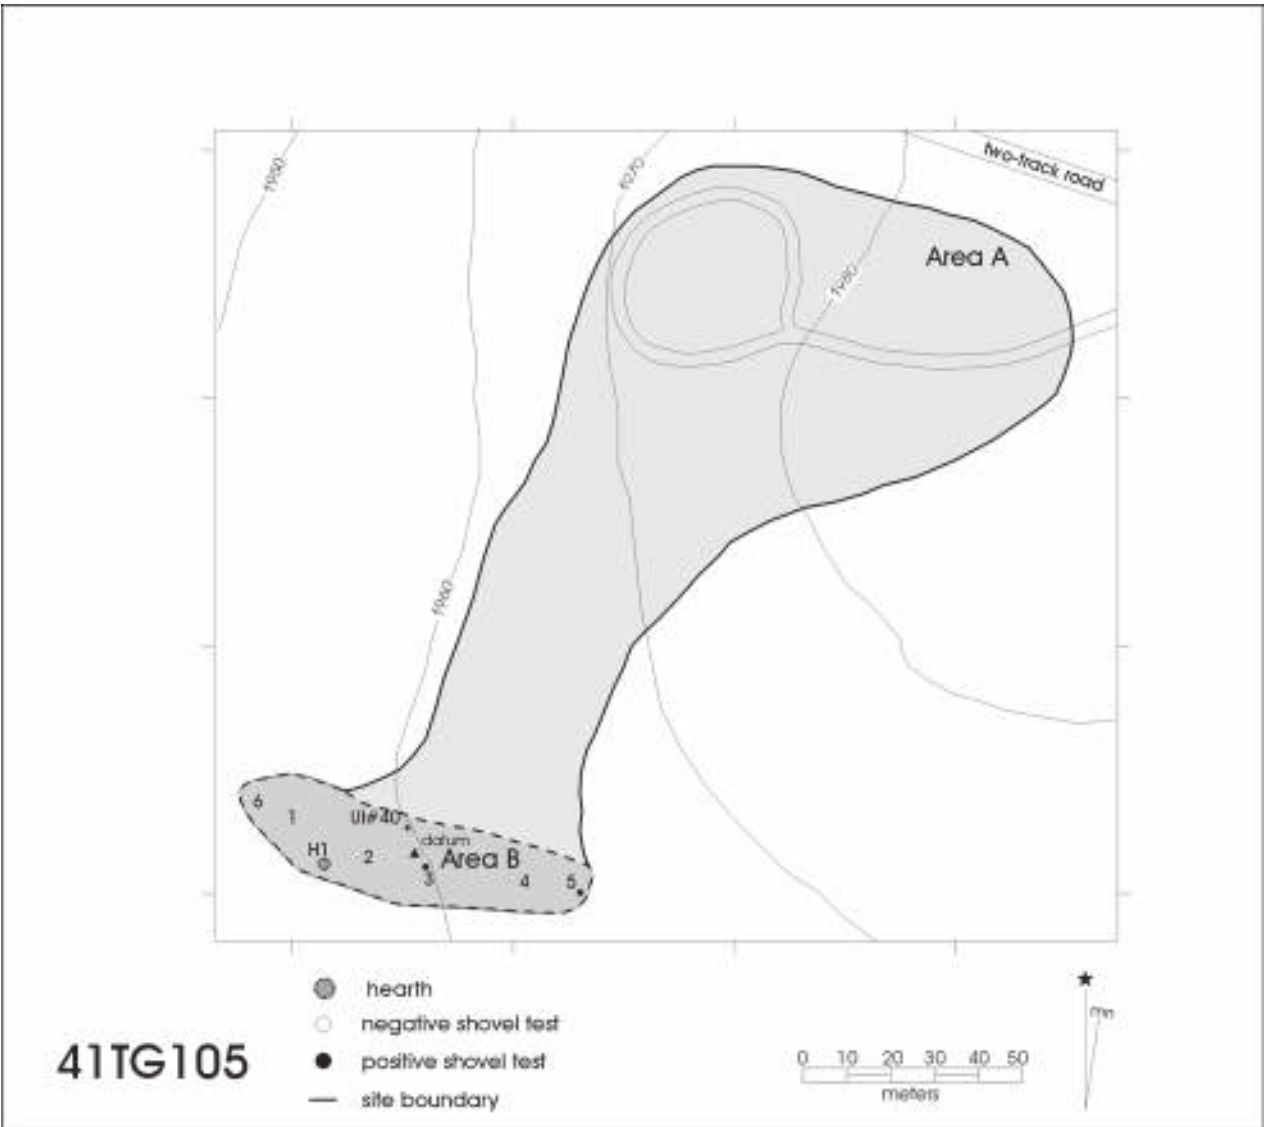 two-track road
1950
1970
Area A
1980
1960
6
1
UI#40
datum
H1
2
Area B
3
4
5
hearth
negative shovel test
positive shovel test
site boundary
41TG105
0 10 20 30 40 50
meters
mn